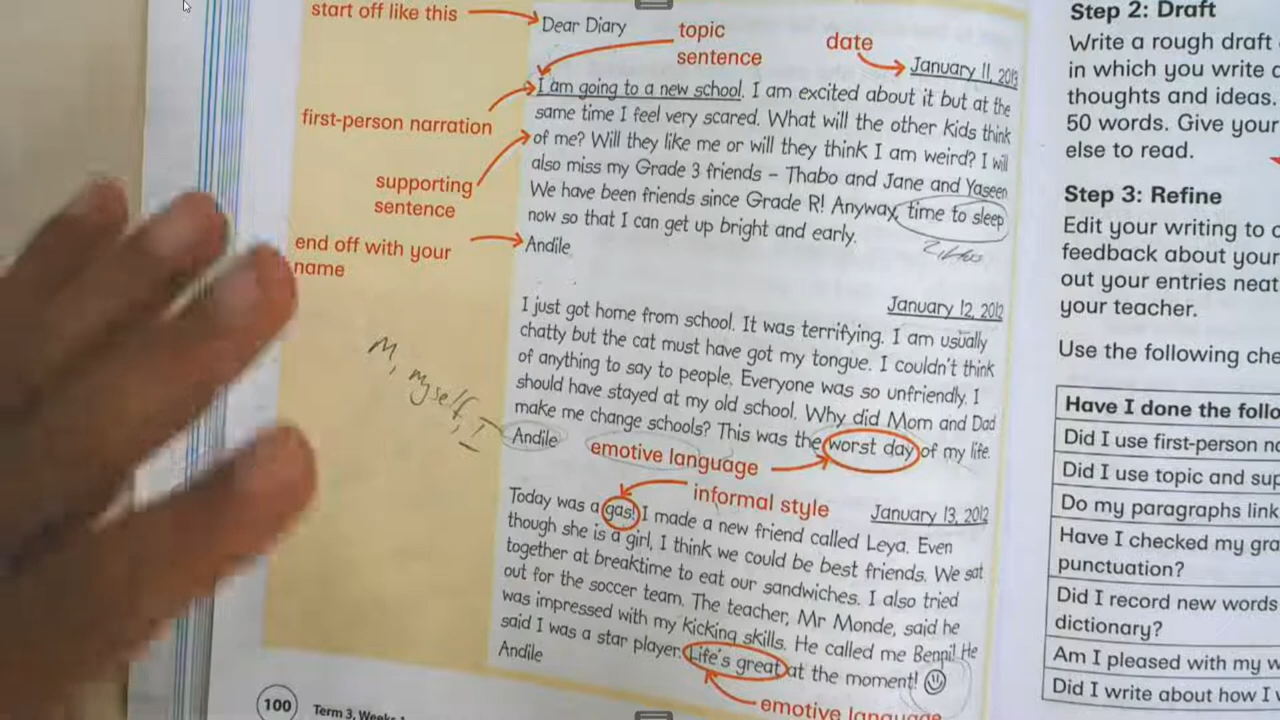 start off like this
Dear Diary
topic
sentence
date
January 11, 2013
I am going to a new school. I am excited about it but at the
same time I feel very scared. What will the other kids think
of me? Will they like me or will they think I am weird? I will
also miss my Grade 3 friends – Thabo and Jane and Yaseen
We have been friends since Grade R! Anyway, time to sleep
now so that I can get up bright and early.
Andile
first-person narration
supporting
sentence
end off with your
name
January 12, 2012
I just got home from school. It was terrifying. I am usually
chatty but the cat must have got my tongue. I couldn't think
of anything to say to people. Everyone was so unfriendly. I
should have stayed at my old school. Why did Mom and Dad
make me change schools? This was the worst day of my life.
Andile
M, myself, I
emotive language
informal style
January 13, 2012
Today was a gas! I made a new friend called Leya. Even
though she is a girl, I think we could be best friends. We sat
together at breaktime to eat our sandwiches. I also tried
out for the soccer team. The teacher, Mr Monde, said he
was impressed with my kicking skills. He called me Benni! He
said I was a star player. Life's great at the moment!
Andile
emotive language
100
Term 3, Weeks
Step 2: Draft
Write a rough draft
in which you write
thoughts and ideas.
50 words. Give your
else to read.
Step 3: Refine
Edit your writing to
feedback about your
out your entries neat
your teacher.
Use the following che
Have I done the follo
Did I use first-person na
Did I use topic and sup
Do my paragraphs link
Have I checked my gra
punctuation?
Did I record new words
dictionary?
Am I pleased with my w
Did I write about how I